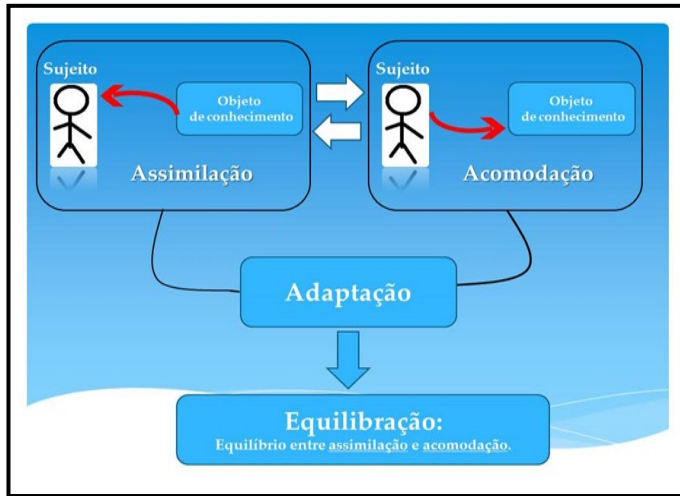 Sujeito
Objeto
de conhecimento
Assimilação
Sujeito
Objeto
de conhecimento
Acomodação
Adaptação
Equilibração:
Equilíbrio entre assimilação e acomodação.